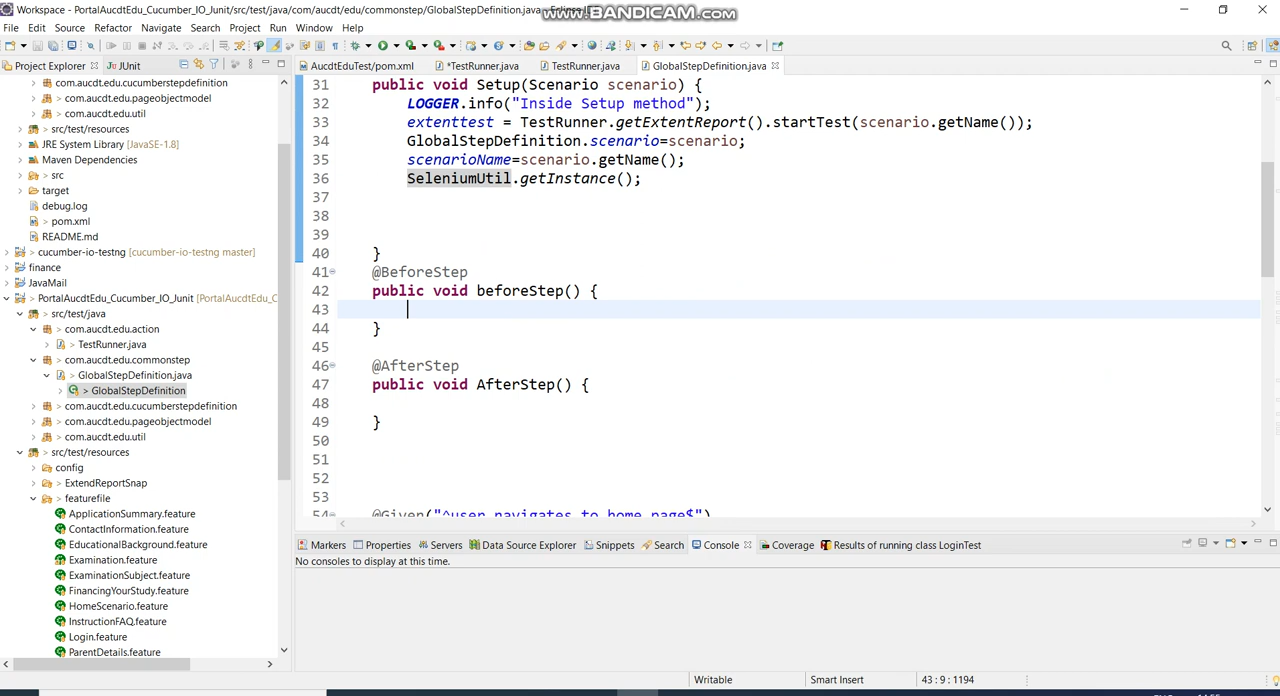 Workspace - PortalAucdtEdu_Cucumber_IO_Junit/src/test/java/com/aucdt/edu/commonstep/GlobalStepDefinition.java
www.BANDICAM.com
File Edit Source Refactor Navigate Search Project Run Window Help
Project Explorer JUnit
AucdtEduTest/pom.xml *TestRunner.java TestRunner.java GlobalStepDefinition.java
com.aucdt.edu.cucumberstepdefinition
> com.aucdt.edu.pageobjectmodel
> com.aucdt.edu.util
> src/test/resources
JRE System Library [JavaSE-1.8]
Maven Dependencies
> src
> target
debug.log
> pom.xml
README.md
> cucumber-io-testng [cucumber-io-testng master]
finance
JavaMail
> PortalAucdtEdu_Cucumber_IO_Junit [PortalAucdtEdu_C
> src/test/java
> com.aucdt.edu.action
> TestRunner.java
> com.aucdt.edu.commonstep
> GlobalStepDefinition.java
> GlobalStepDefinition
> com.aucdt.edu.cucumberstepdefinition
> com.aucdt.edu.pageobjectmodel
> com.aucdt.edu.util
> src/test/resources
config
> ExtendReportSnap
> featurefile
ApplicationSummary.feature
ContactInformation.feature
EducationalBackground.feature
Examination.feature
ExaminationSubject.feature
FinancingYourStudy.feature
HomeScenario.feature
InstructionFAQ.feature
Login.feature
ParentDetails.feature
31 public void Setup(Scenario scenario) {
32 LOGGER.info("Inside Setup method");
33 extenttest = TestRunner.getExtentReport().startTest(scenario.getName());
34 GlobalStepDefinition.scenario=scenario;
35 scenarioName=scenario.getName();
36 SeleniumUtil.getInstance();
37
38
39
40 }
41 @BeforeStep
42 public void beforeStep() {
43
44 }
45
46 @AfterStep
47 public void AfterStep() {
48
49 }
50
51
52
53
54 @Given("^user navigates to home page$")
Markers Properties Servers Data Source Explorer Snippets Search Console Coverage Results of running class LoginTest
No consoles to display at this time.
Writable Smart Insert 43 : 9 : 1194